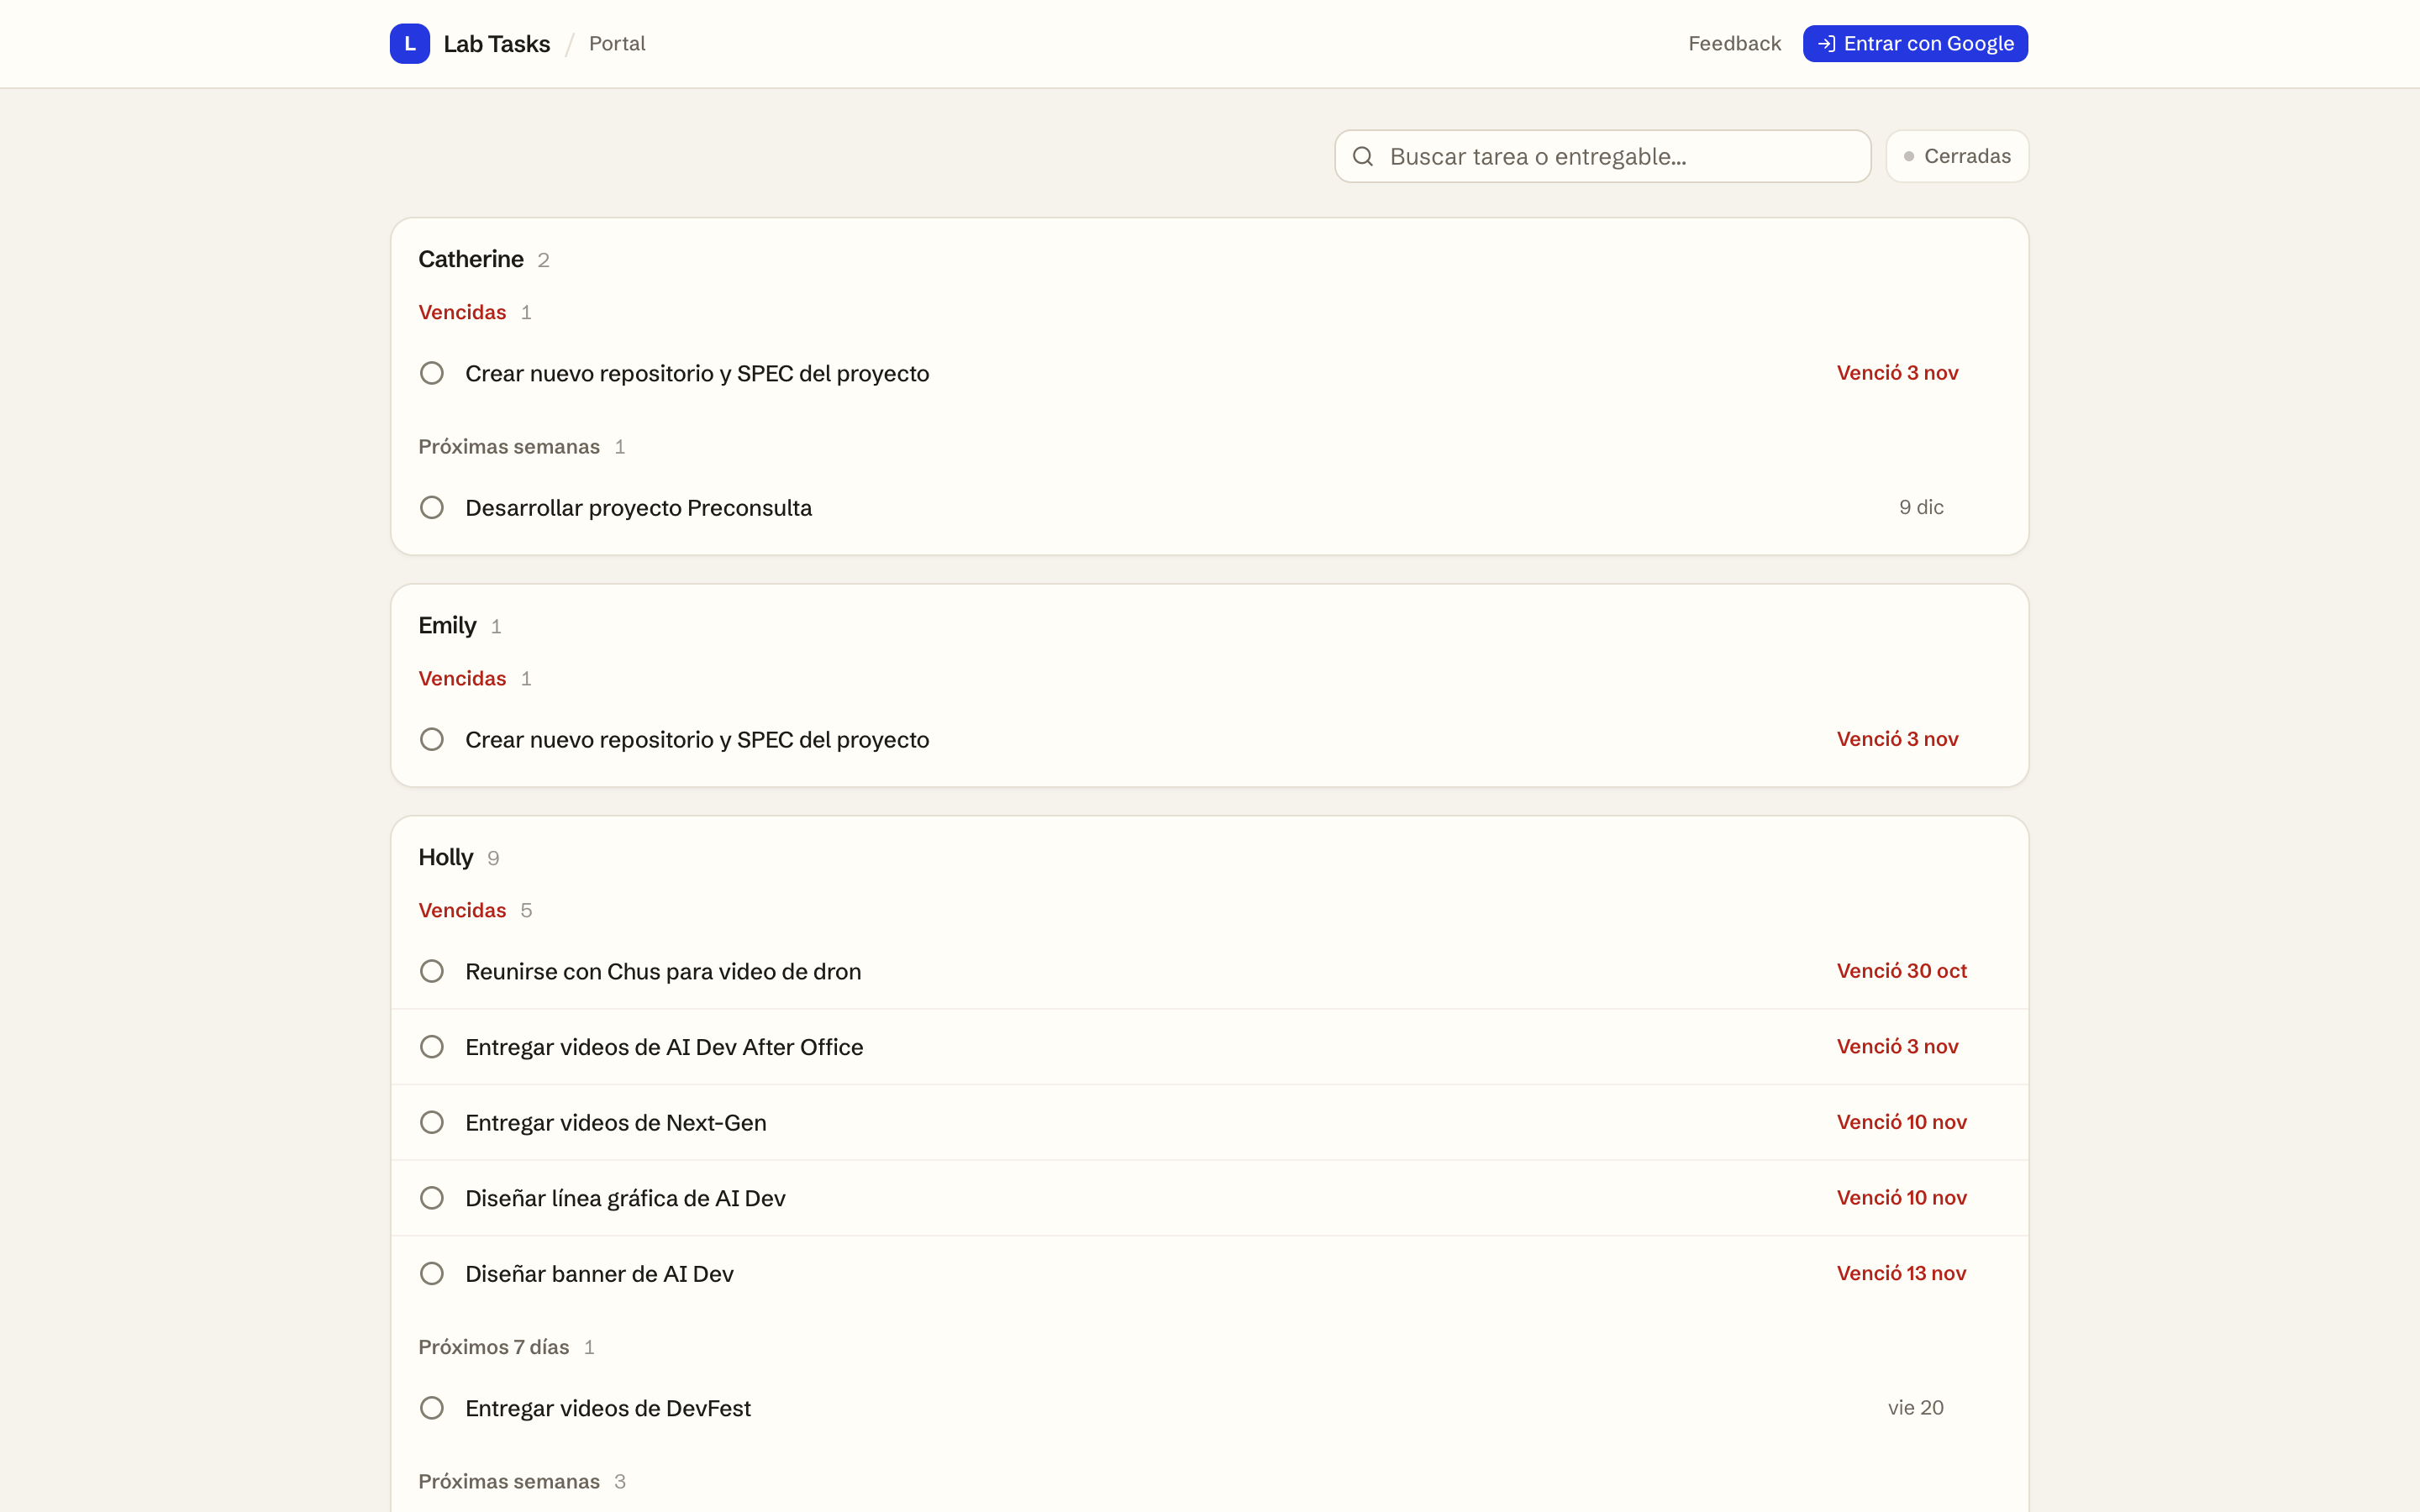 L Lab Tasks / Portal Feedback Entrar con Google
Buscar tarea o entregable... Cerradas
Catherine 2
Vencidas 1
Crear nuevo repositorio y SPEC del proyecto Venció 3 nov
Próximas semanas 1
Desarrollar proyecto Preconsulta 9 dic
Emily 1
Vencidas 1
Crear nuevo repositorio y SPEC del proyecto Venció 3 nov
Holly 9
Vencidas 5
Reunirse con Chus para video de dron Venció 30 oct
Entregar videos de AI Dev After Office Venció 3 nov
Entregar videos de Next-Gen Venció 10 nov
Diseñar línea gráfica de AI Dev Venció 10 nov
Diseñar banner de AI Dev Venció 13 nov
Próximos 7 días 1
Entregar videos de DevFest vie 20
Próximas semanas 3